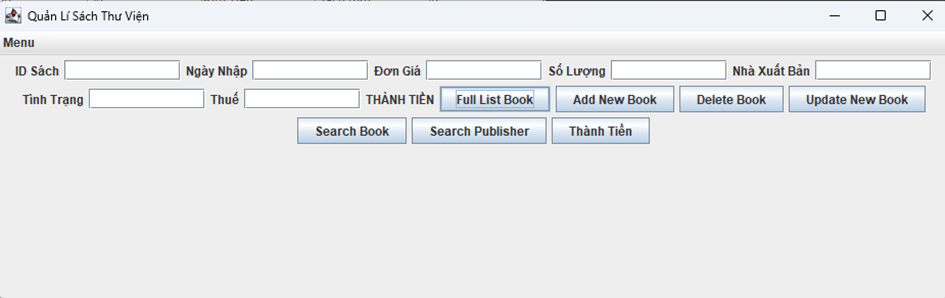 Quản Lí Sách Thư Viện
Menu
ID Sách Ngày Nhập Đơn Giá Số Lượng Nhà Xuất Bản
Tình Trạng Thuế THÀNH TIỀN Full List Book Add New Book Delete Book Update New Book
Search Book Search Publisher Thành Tiền